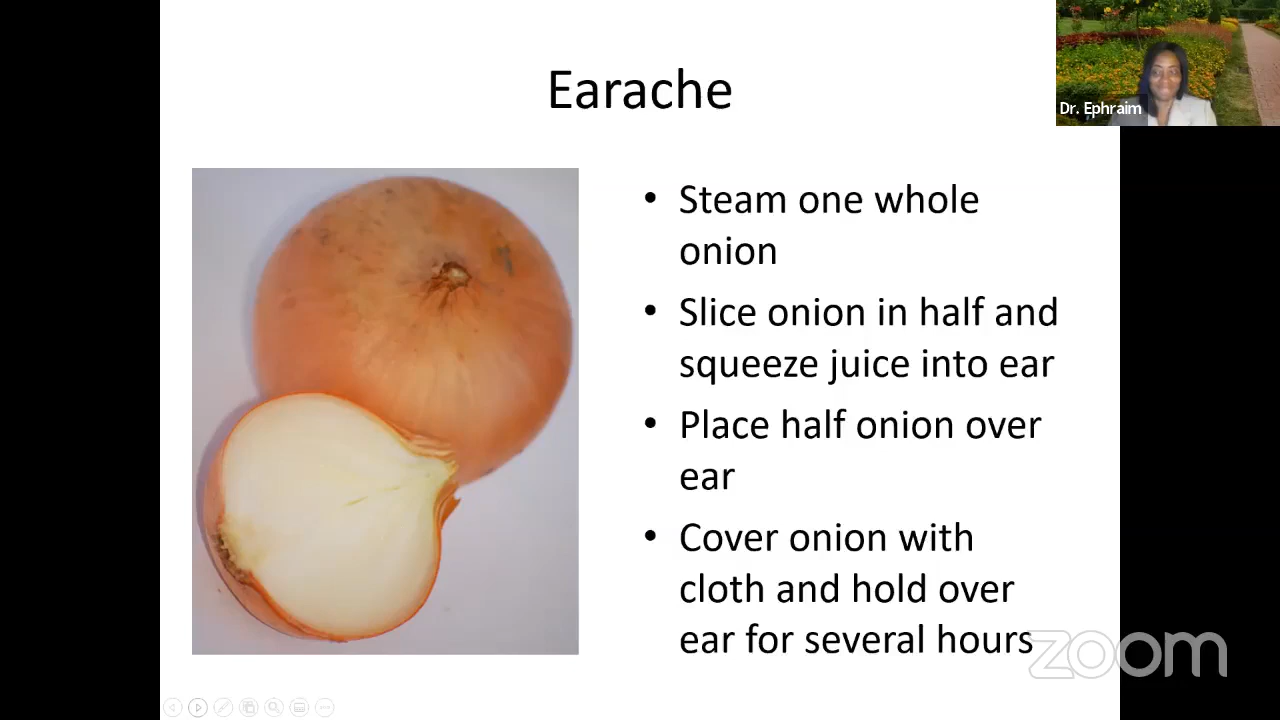 Earache
Dr. Ephraim
• Steam one whole
onion
• Slice onion in half and
squeeze juice into ear
• Place half onion over
ear
• Cover onion with
cloth and hold over
ear for several hours
zoom